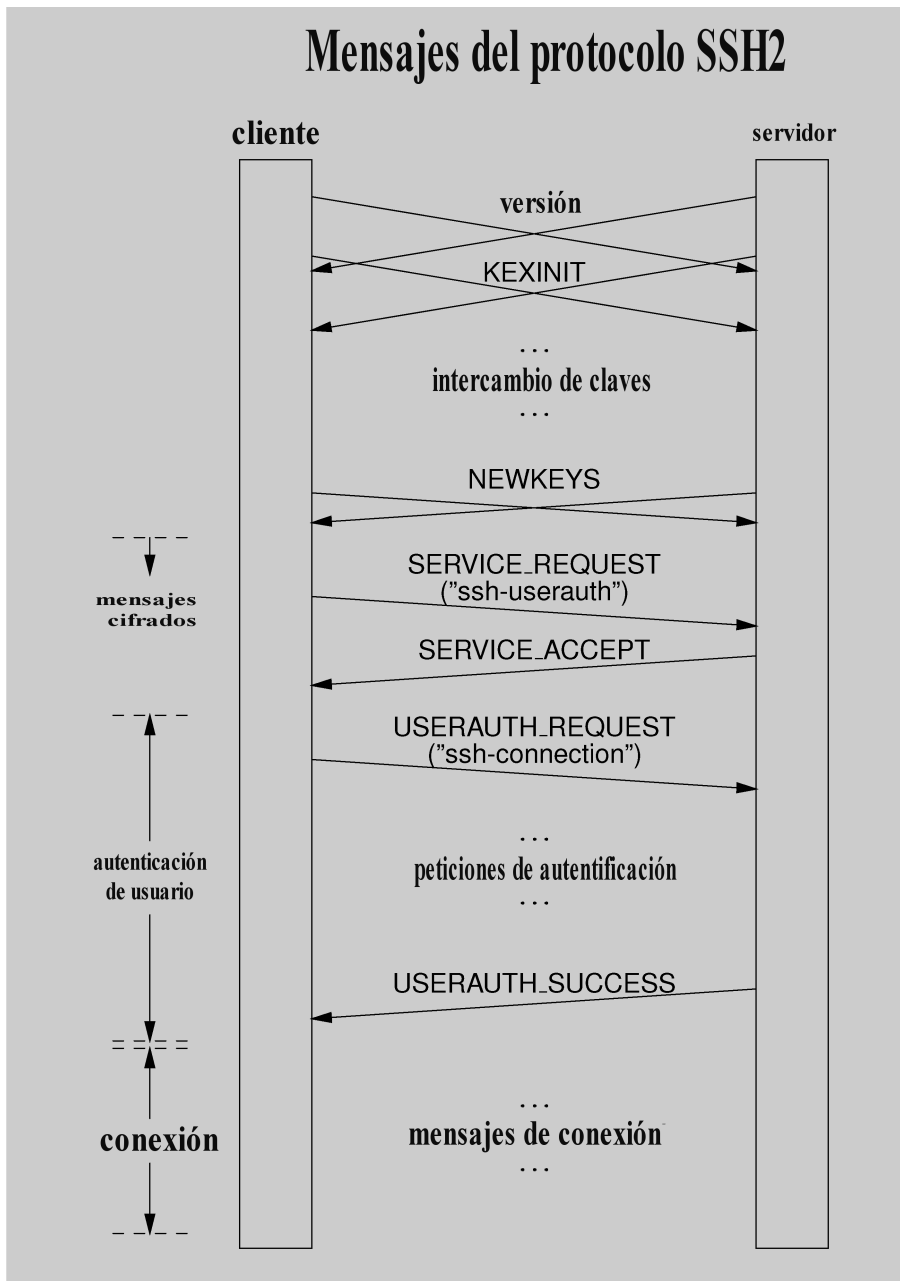 Mensajes del protocolo SSH2
cliente
servidor
versión
KEXINIT
. . .
intercambio de claves
. . .
NEWKEYS
SERVICE_REQUEST
("ssh-userauth")
mensajes
cifrados
SERVICE_ACCEPT
USERAUTH_REQUEST
("ssh-connection")
. . .
autenticación
de usuario
peticiones de autentificación
. . .
USERAUTH_SUCCESS
. . .
conexión
mensajes de conexión
. . .